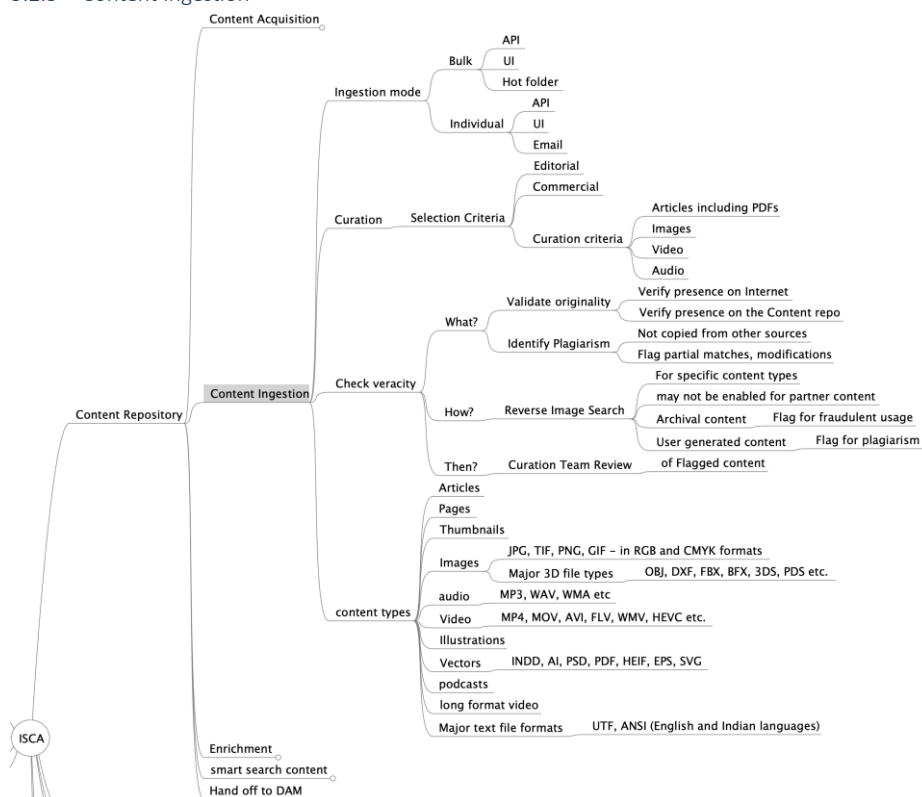 Content Acquisition
API
Bulk
UI
Hot folder
Ingestion mode
API
Individual
UI
Email
Editorial
Commercial
Curation
Selection Criteria
Articles including PDFs
Images
Curation criteria
Video
Audio
Verify presence on Internet
Validate originality
Verify presence on the Content repo
What?
Not copied from other sources
Identify Plagiarism
Flag partial matches, modifications
Check veracity
For specific content types
may not be enabled for partner content
How?
Reverse Image Search
Archival content
Flag for fraudulent usage
User generated content
Flag for plagiarism
Then?
Curation Team Review
of Flagged content
Content Ingestion
Content Repository
Articles
Pages
Thumbnails
JPG, TIF, PNG, GIF – in RGB and CMYK formats
Images
Major 3D file types
OBJ, DXF, FBX, BFX, 3DS, PDS etc.
audio
MP3, WAV, WMA etc
content types
Video
MP4, MOV, AVI, FLV, WMV, HEVC etc.
Illustrations
Vectors
INDD, AI, PSD, PDF, HEIF, EPS, SVG
podcasts
long format video
Major text file formats
UTF, ANSI (English and Indian languages)
ISCA
Enrichment
smart search content
Hand off to DAM